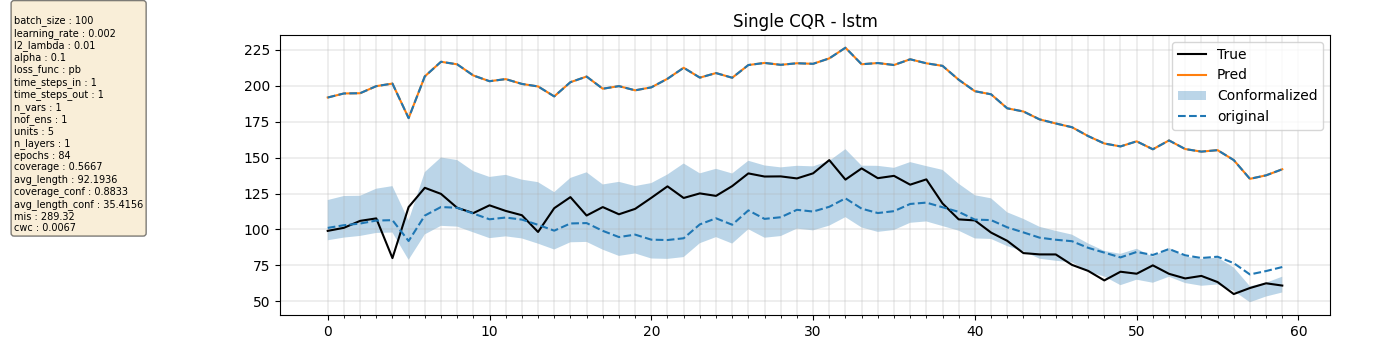 batch_size : 100
learning_rate : 0.002
l2_lambda : 0.01
alpha : 0.1
loss_func : pb
time_steps_in : 1
time_steps_out : 1
n_vars : 1
nof_ens : 1
units : 5
n_layers : 1
epochs : 84
coverage : 0.5667
avg_length : 92.1936
coverage_conf : 0.8833
avg_length_conf : 35.4156
mis : 289.32
cwc : 0.0067
Single CQR - lstm
225
200
175
150
125
100
75
50
True
Pred
Conformalized
original
0 10 20 30 40 50 60